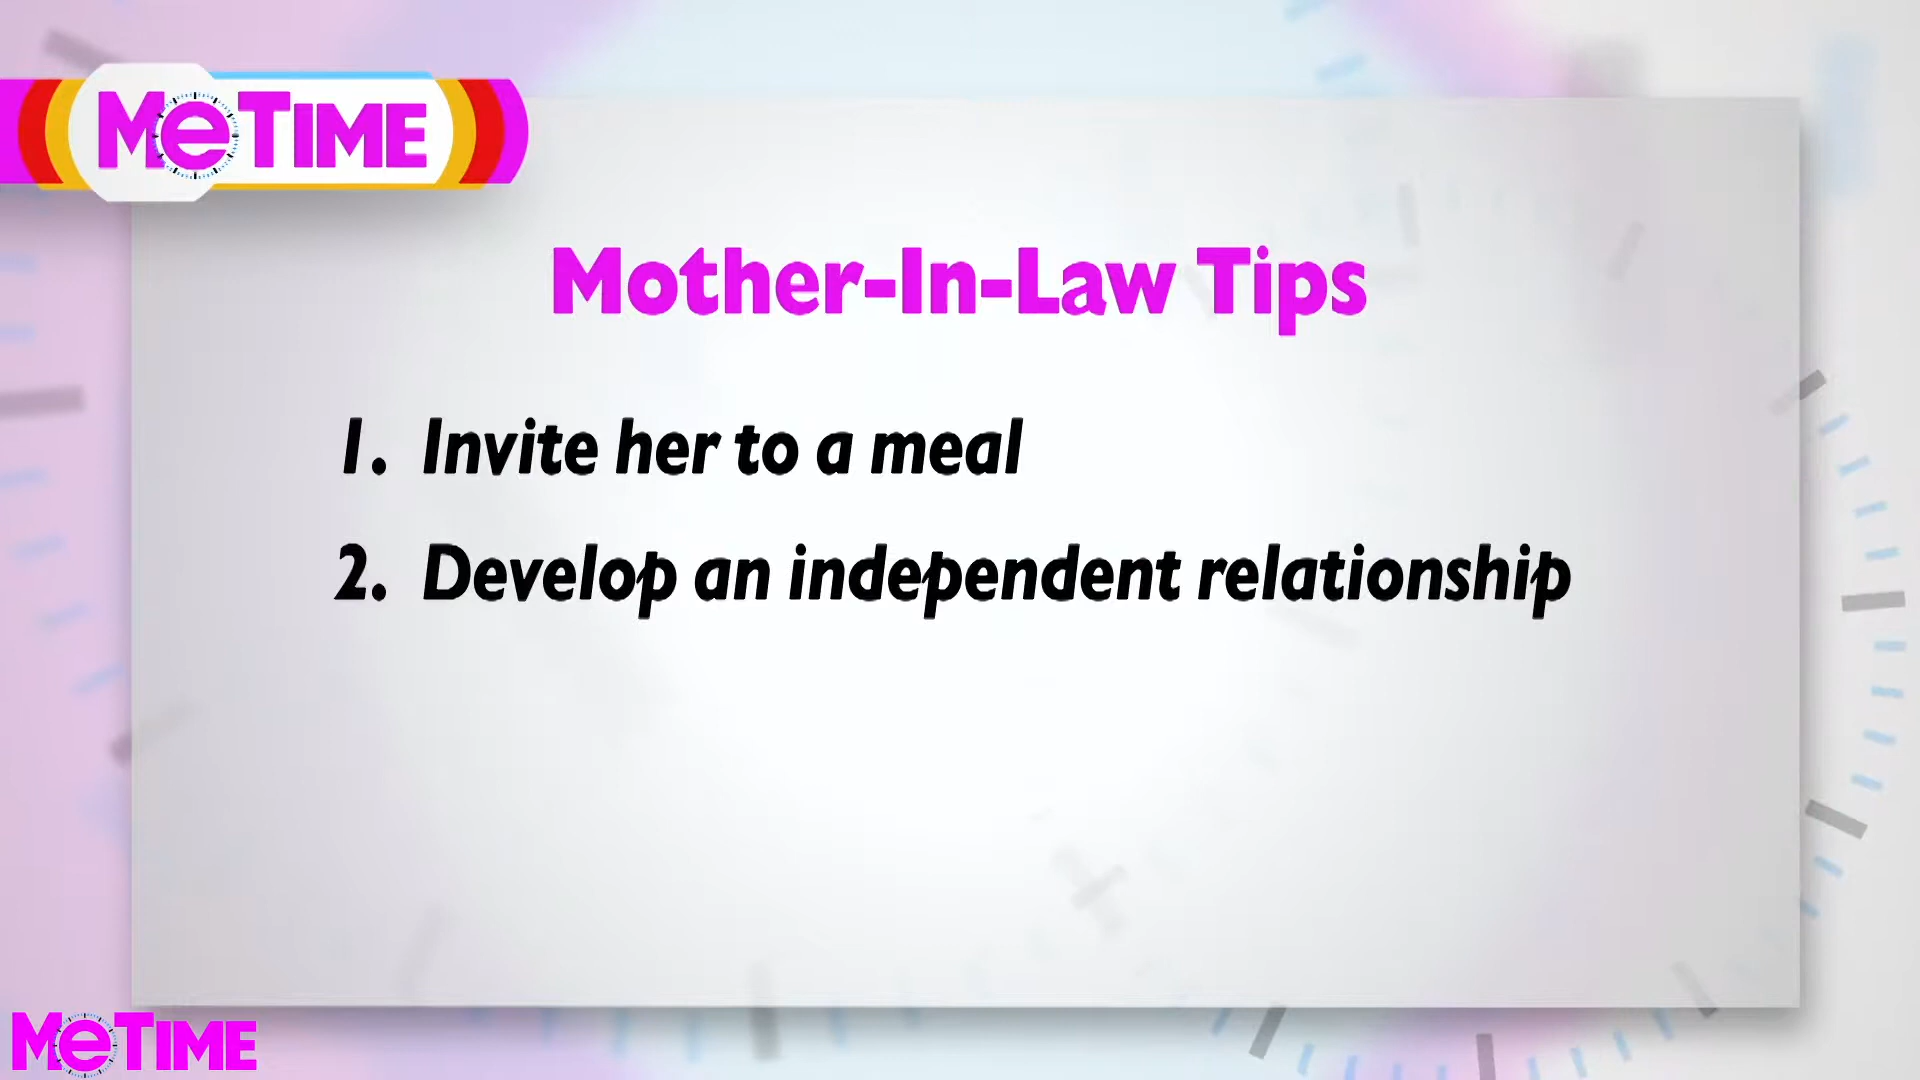 MeTIME
Mother-In-Law Tips
1. Invite her to a meal
2. Develop an independent relationship
MeTIME